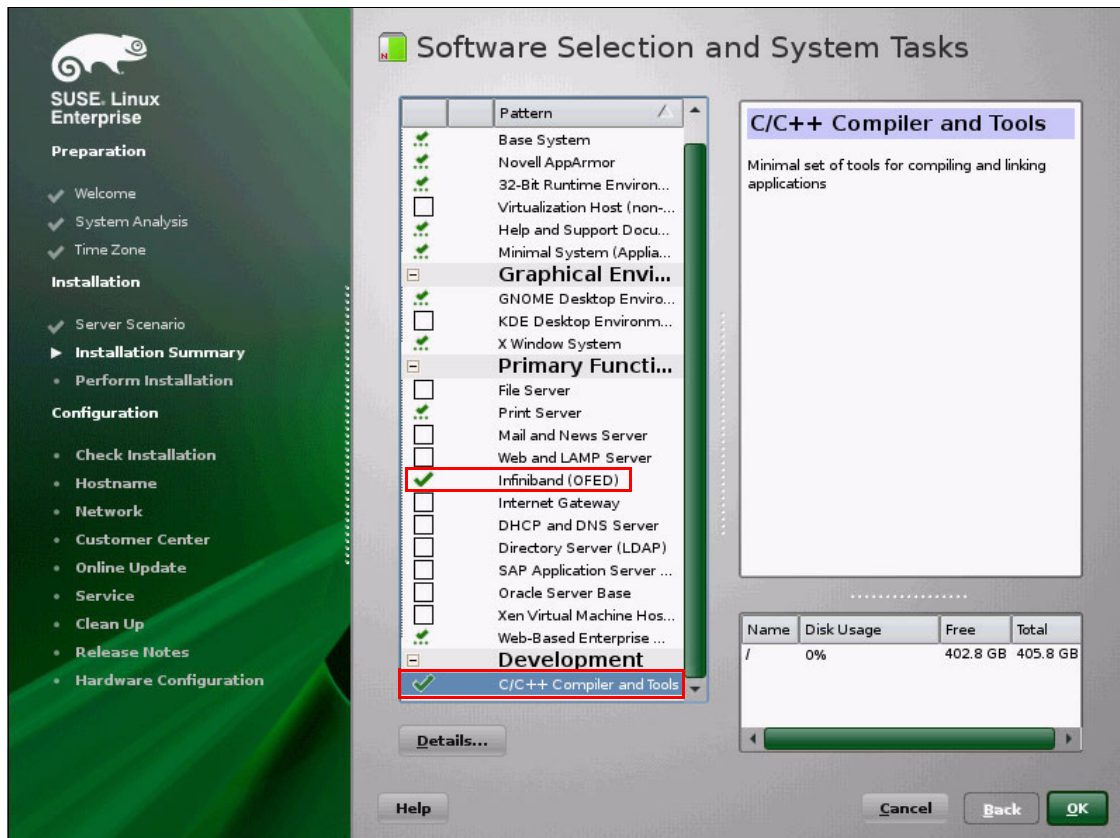 SUSE. Linux
Enterprise
Preparation
Welcome
System Analysis
Time Zone
Installation
Server Scenario
Installation Summary
Perform Installation
Configuration
Check Installation
Hostname
Network
Customer Center
Online Update
Service
Clean Up
Release Notes
Hardware Configuration
N
Software Selection and System Tasks
Pattern
Base System
Novell AppArmor
32-Bit Runtime Environ...
Virtualization Host (non-...
Help and Support Docu...
Minimal System (Applia...
Graphical Envi...
GNOME Desktop Enviro...
KDE Desktop Environm...
X Window System
Primary Functi...
File Server
Print Server
Mail and News Server
Web and LAMP Server
Infiniband (OFED)
Internet Gateway
DHCP and DNS Server
Directory Server (LDAP)
SAP Application Server ...
Oracle Server Base
Xen Virtual Machine Hos...
Web-Based Enterprise ...
Development
C/C++ Compiler and Tools
Details...
C/C++ Compiler and Tools
Minimal set of tools for compiling and linking
applications
Name Disk Usage Free Total
/ 0% 402.8 GB 405.8 GB
Help Cancel Back OK